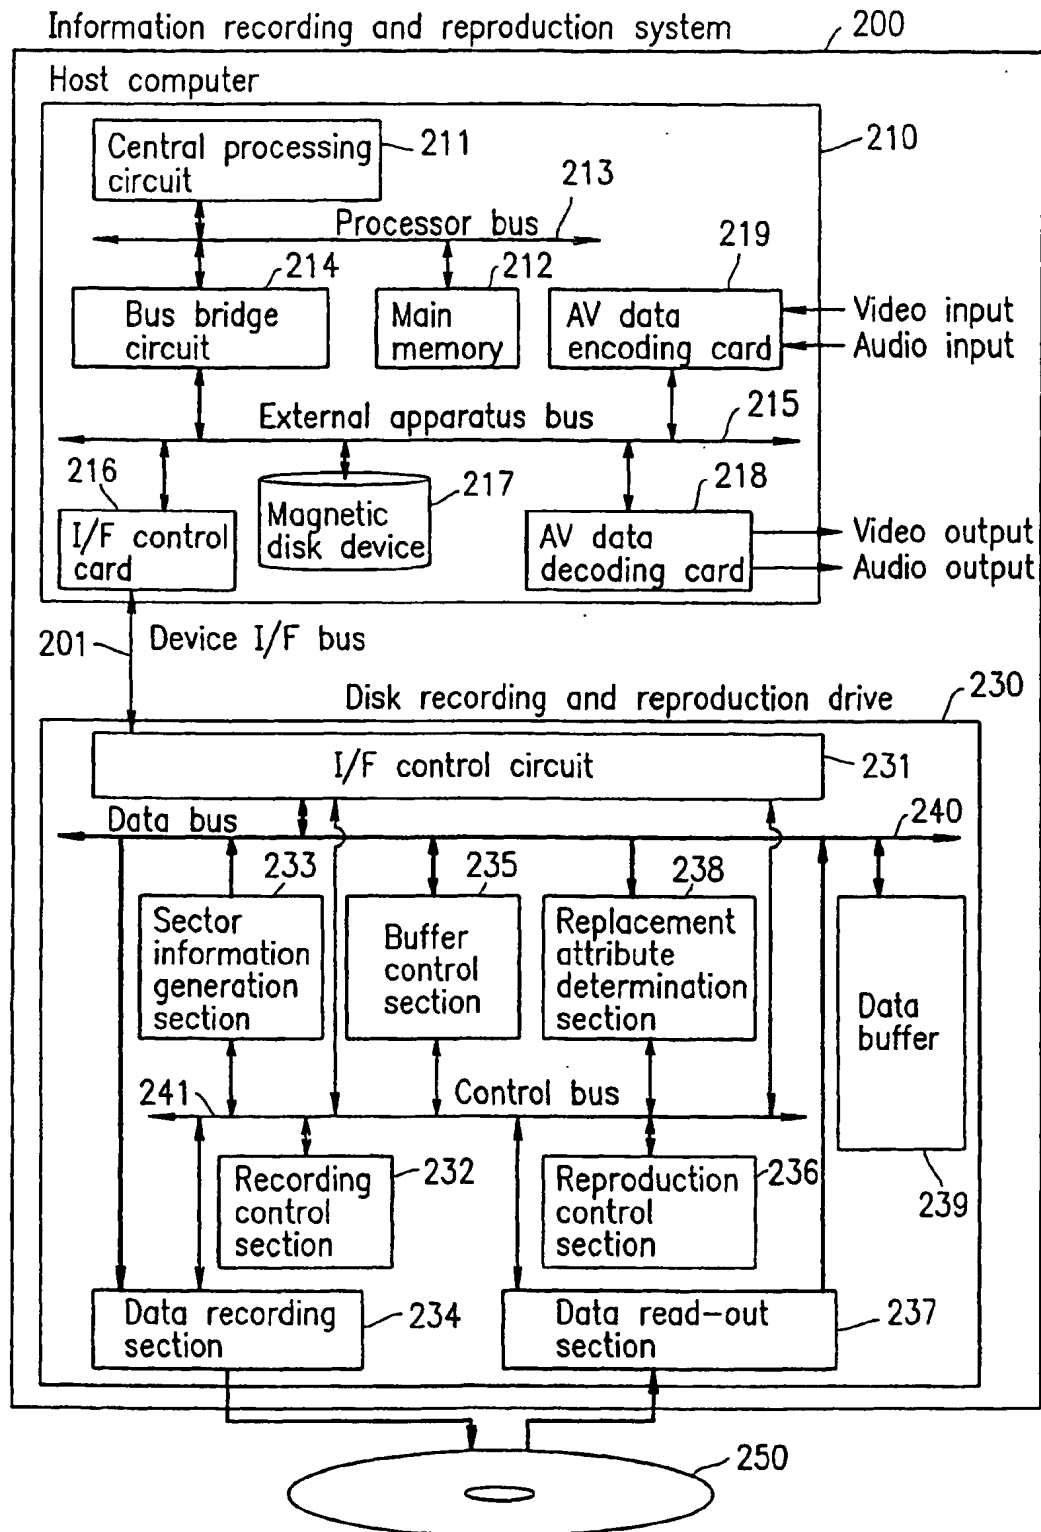 Information recording and reproduction system
200
Host computer
210
Central processing
circuit
211
213
Processor bus
214
212
219
Bus bridge
circuit
Main
memory
AV data
encoding card
Video input
Audio input
External apparatus bus
215
216
217
218
I/F control
card
Magnetic
disk device
AV data
decoding card
Video output
Audio output
201
Device I/F bus
Disk recording and reproduction drive
230
I/F control circuit
231
Data bus
240
233
235
238
Sector
information
generation
section
Buffer
control
section
Replacement
attribute
determination
section
Data
buffer
241
Control bus
Recording
control
section
232
Reproduction
control
section
236
239
Data recording
section
234
Data read-out
section
237
250